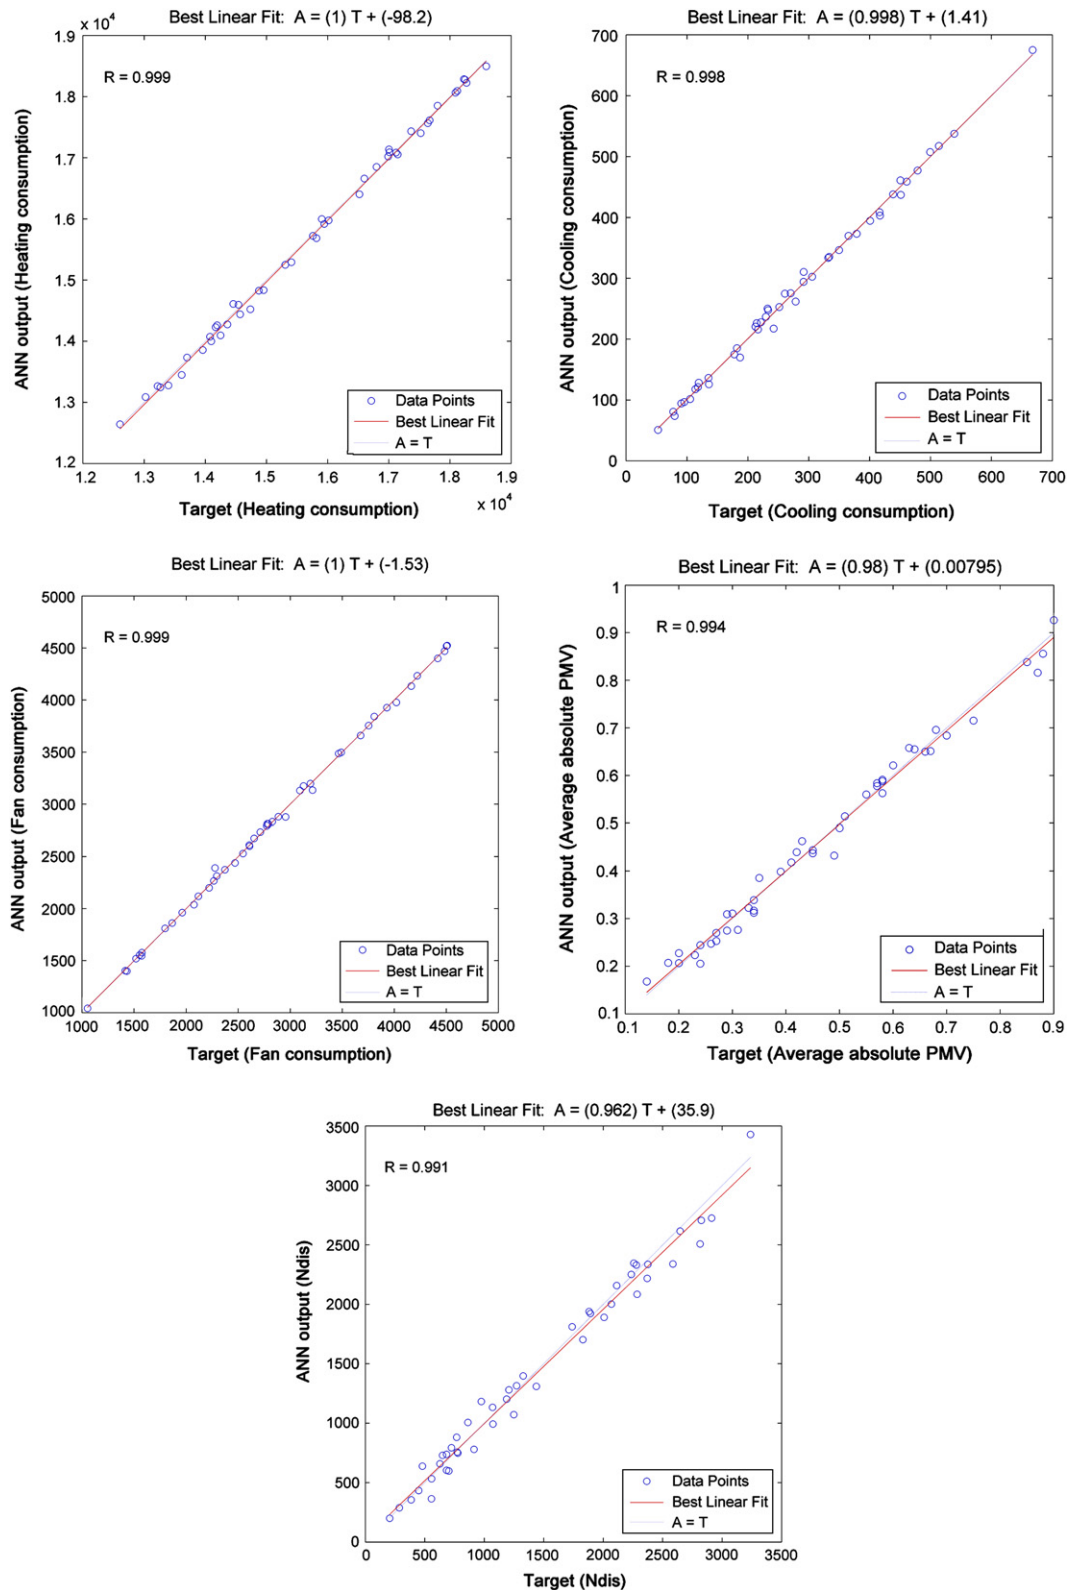 Best Linear Fit: A = (1) T + (-98.2)
x 10^4
1.9
1.8
1.7
1.6
1.5
1.4
1.3
1.2
R = 0.999
ANN output (Heating consumption)
Data Points
Best Linear Fit
A = T
1.2 1.3 1.4 1.5 1.6 1.7 1.8 1.9
x 10^4
Target (Heating consumption)
Best Linear Fit: A = (0.998) T + (1.41)
700
600
500
400
300
200
100
0
R = 0.998
ANN output (Cooling consumption)
Data Points
Best Linear Fit
A = T
0 100 200 300 400 500 600 700
Target (Cooling consumption)
Best Linear Fit: A = (1) T + (-1.53)
5000
4500
4000
3500
3000
2500
2000
1500
1000
R = 0.999
ANN output (Fan consumption)
Data Points
Best Linear Fit
A = T
1000 1500 2000 2500 3000 3500 4000 4500 5000
Target (Fan consumption)
Best Linear Fit: A = (0.98) T + (0.00795)
1
0.9
0.8
0.7
0.6
0.5
0.4
0.3
0.2
0.1
R = 0.994
ANN output (Average absolute PMV)
Data Points
Best Linear Fit
A = T
0.1 0.2 0.3 0.4 0.5 0.6 0.7 0.8 0.9
Target (Average absolute PMV)
Best Linear Fit: A = (0.962) T + (35.9)
3500
3000
2500
2000
1500
1000
500
0
R = 0.991
ANN output (Ndis)
Data Points
Best Linear Fit
A = T
0 500 1000 1500 2000 2500 3000 3500
Target (Ndis)